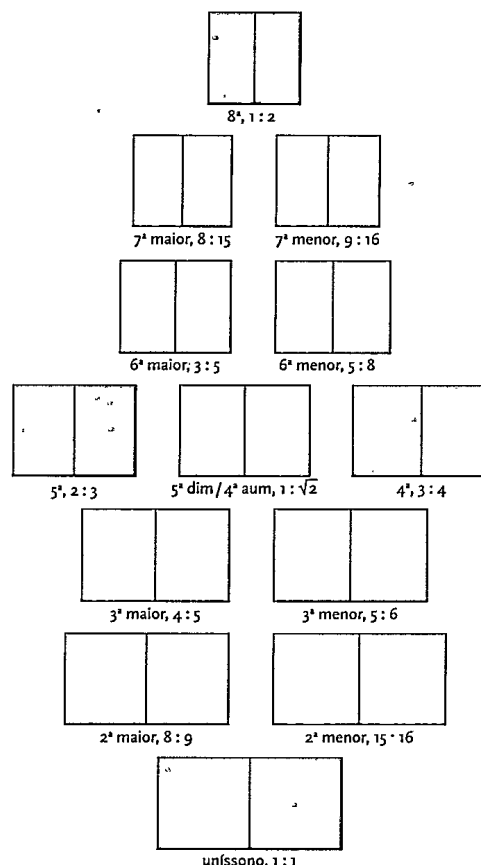 8ª, 1 : 2
7ª maior, 8 : 15
7ª menor, 9 : 16
6ª maior, 3 : 5
6ª menor, 5 : 8
5ª, 2 : 3
5ª dim / 4ª aum, 1 : √2
4ª, 3 : 4
3ª maior, 4 : 5
3ª menor, 5 : 6
2ª maior, 8 : 9
2ª menor, 15 : 16
uníssono, 1 : 1